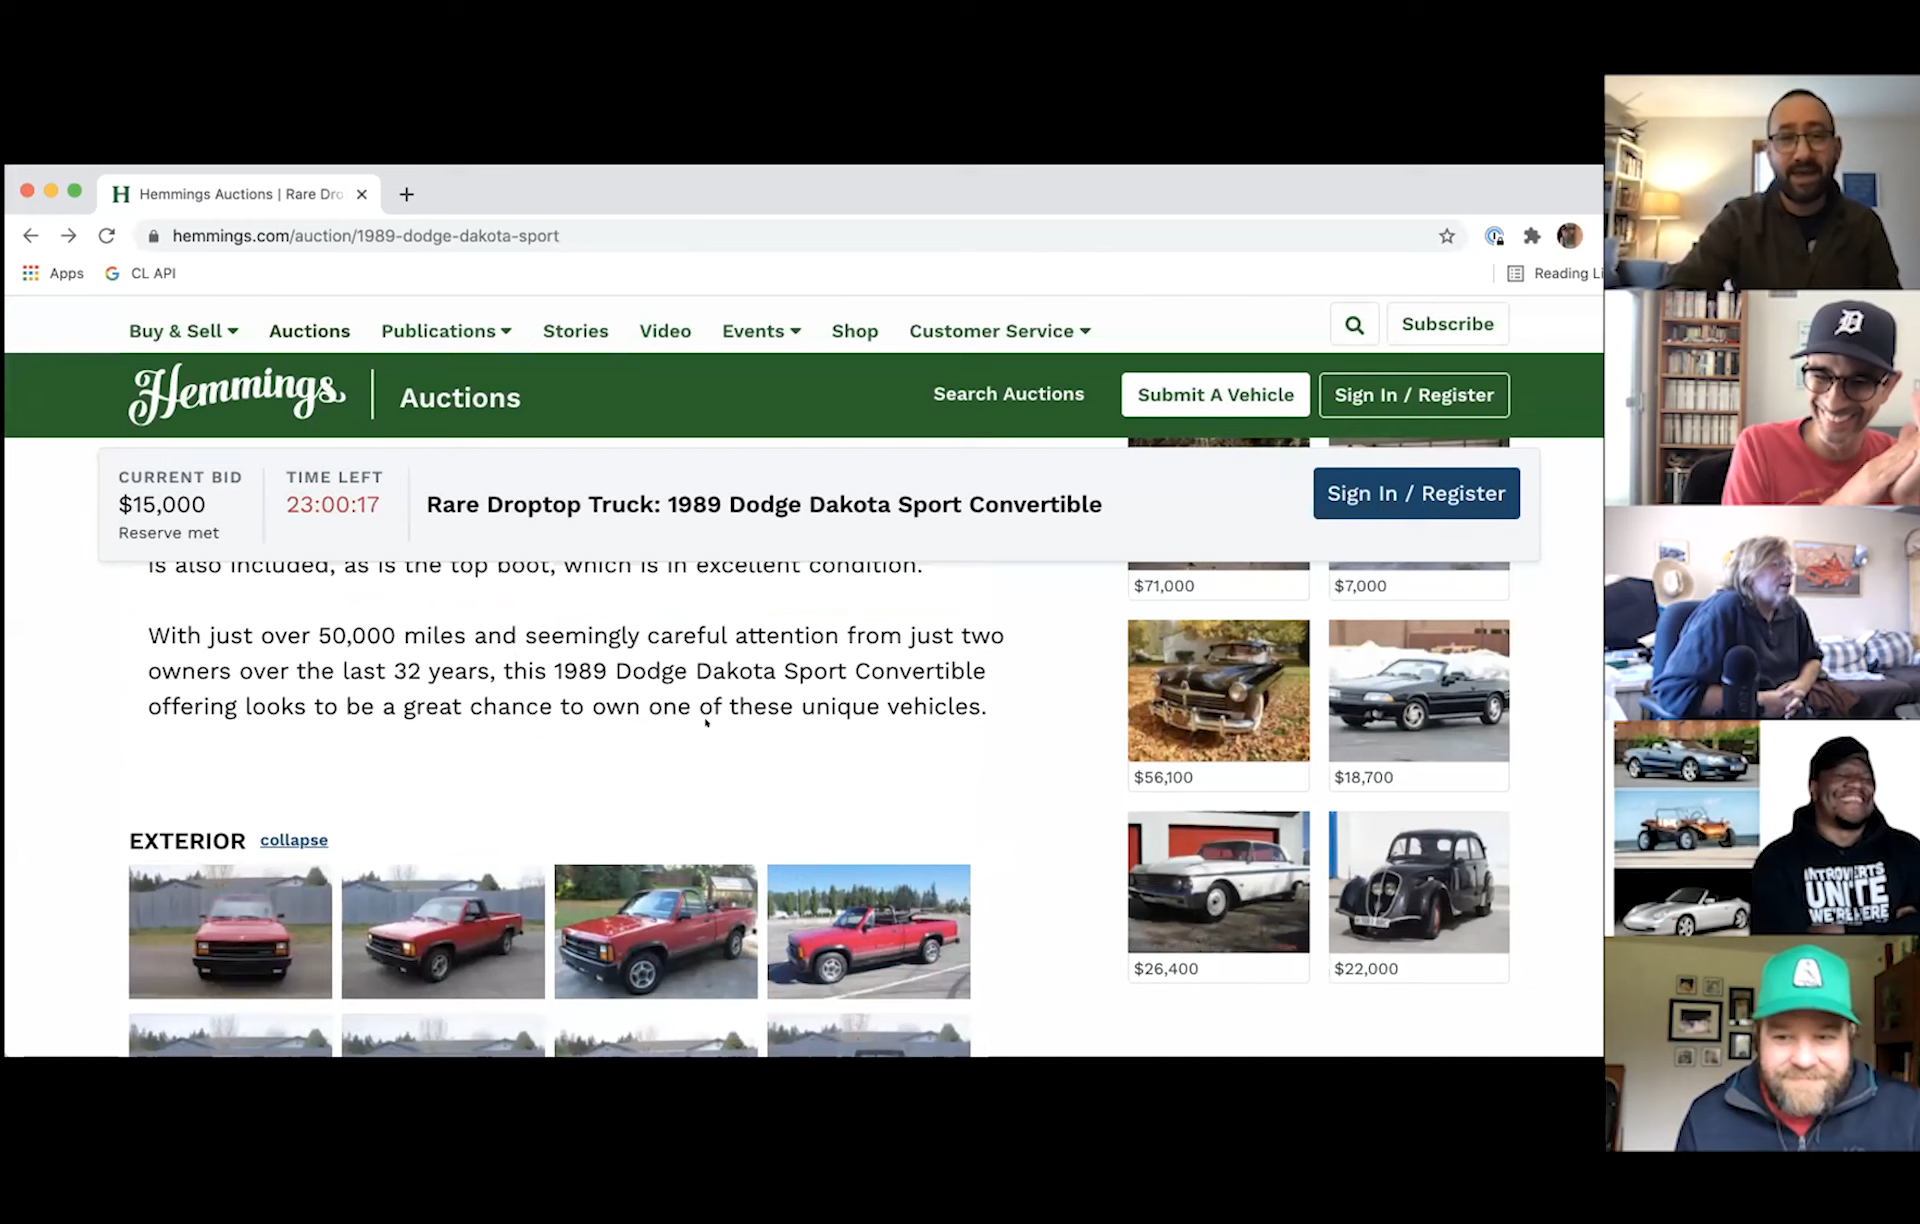 Hemmings Auctions | Rare Dro
hemmings.com/auction/1989-dodge-dakota-sport
Apps CL API Reading Li
Buy & Sell Auctions Publications Stories Video Events Shop Customer Service Subscribe
Hemmings Auctions Search Auctions Submit A Vehicle Sign In / Register
CURRENT BID
$15,000
Reserve met
TIME LEFT
23:00:17
Rare Droptop Truck: 1989 Dodge Dakota Sport Convertible
Sign In / Register
is also included, as is the top boot, which is in excellent condition.
With just over 50,000 miles and seemingly careful attention from just two
owners over the last 32 years, this 1989 Dodge Dakota Sport Convertible
offering looks to be a great chance to own one of these unique vehicles.
EXTERIOR collapse
$71,000
$7,000
$56,100
$18,700
$26,400
$22,000
D
INTROVERTS
UNITE
WE'RE HERE